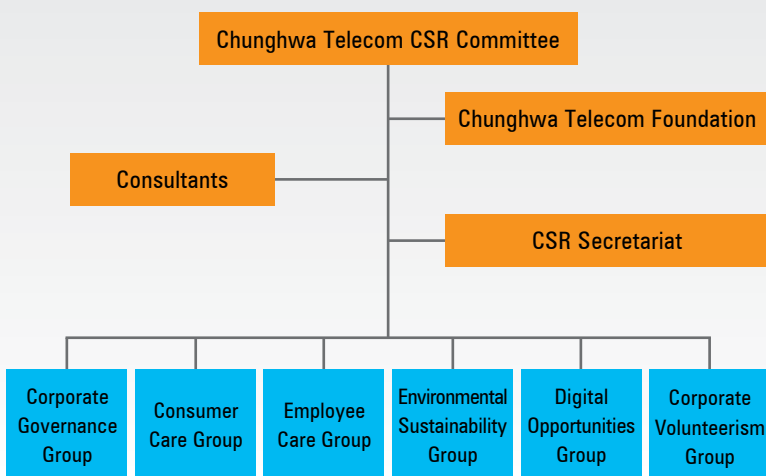 Chunghwa Telecom CSR Committee
Chunghwa Telecom Foundation
Consultants
CSR Secretariat
Corporate
Governance
Group
Consumer
Care Group
Employee
Care Group
Environmental
Sustainability
Group
Digital
Opportunities
Group
Corporate
Volunteerism
Group